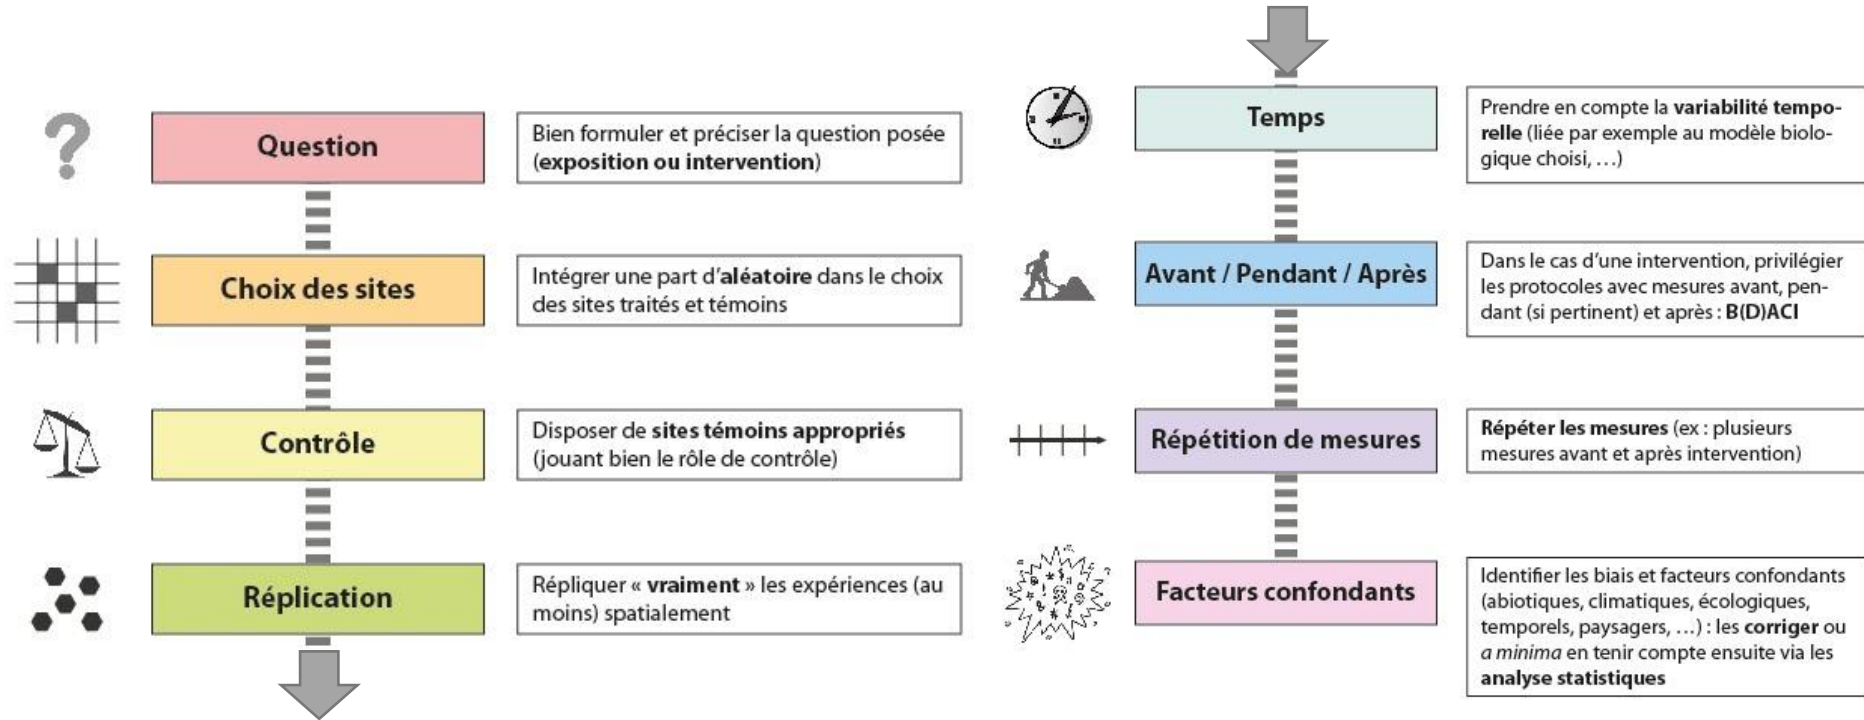 Question
Bien formuler et préciser la question posée
(exposition ou intervention)
Choix des sites
Intégrer une part d'aléatoire dans le choix
des sites traités et témoins
Contrôle
Disposer de sites témoins appropriés
(jouant bien le rôle de contrôle)
Réplication
Répliquer « vraiment » les expériences (au
moins) spatialement
Temps
Prendre en compte la variabilité tempo-
relle (liée par exemple au modèle biolo-
gique choisi, …)
Avant / Pendant / Après
Dans le cas d'une intervention, privilégier
les protocoles avec mesures avant, pen-
dant (si pertinent) et après : B(D)ACI
Répétition de mesures
Répéter les mesures (ex : plusieurs
mesures avant et après intervention)
Facteurs confondants
Identifier les biais et facteurs confondants
(abiotiques, climatiques, écologiques,
temporels, paysagers, …) : les corriger ou
a minima en tenir compte ensuite via les
analyse statistiques